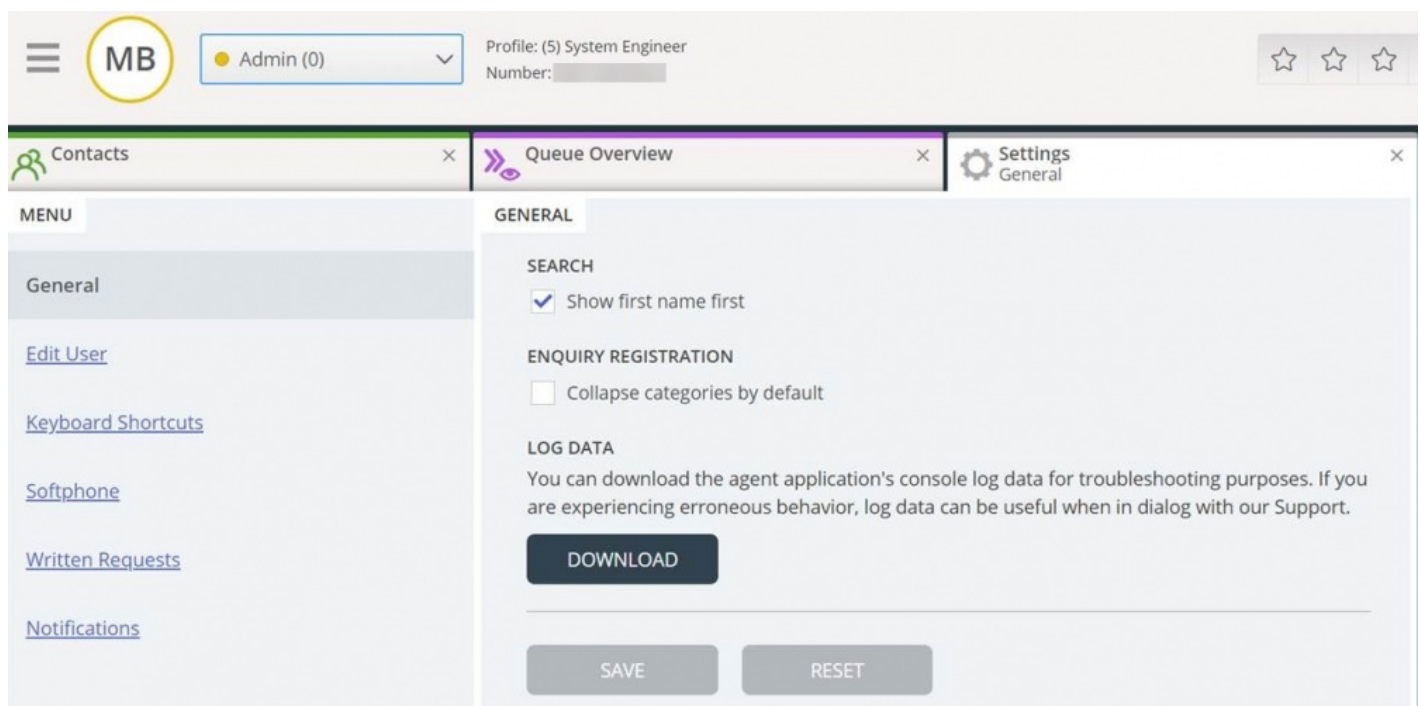 MB
Admin (0)
Profile: (5) System Engineer
Number:
Contacts
Queue Overview
Settings
General
MENU
General
Edit User
Keyboard Shortcuts
Softphone
Written Requests
Notifications
GENERAL
SEARCH
Show first name first
ENQUIRY REGISTRATION
Collapse categories by default
LOG DATA
You can download the agent application's console log data for troubleshooting purposes. If you
are experiencing erroneous behavior, log data can be useful when in dialog with our Support.
DOWNLOAD
SAVE
RESET